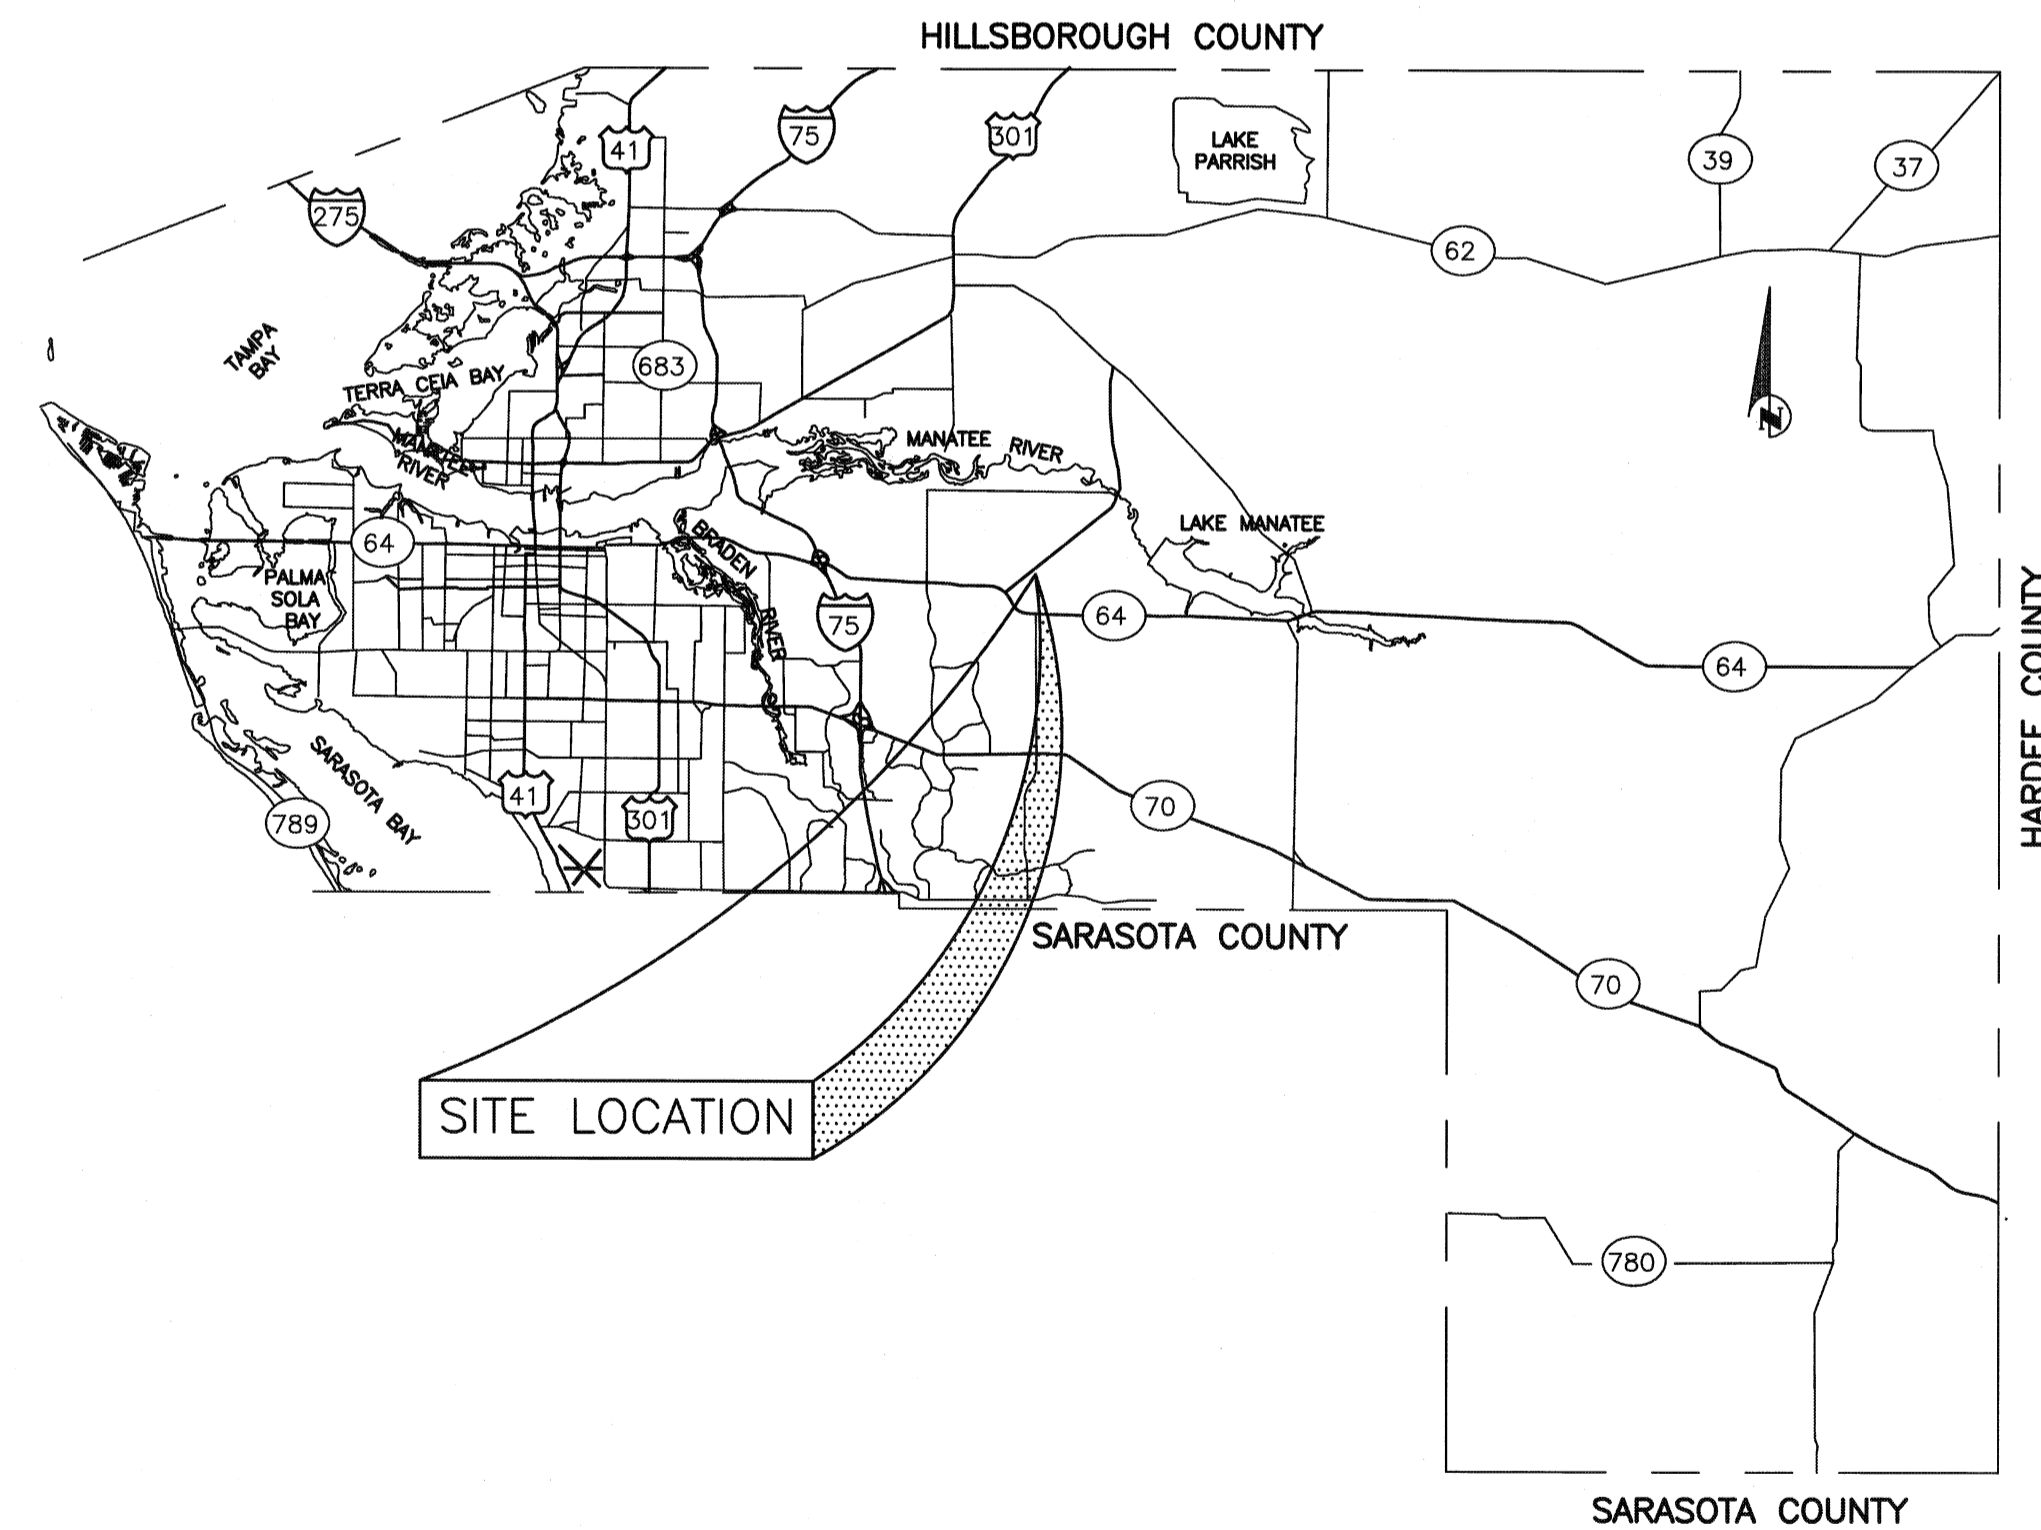 HILLSBOROUGH COUNTY
41
75
301
LAKE
PARRISH
39
37
275
62
TAMPA
BAY
TERRA CEIA BAY
683
MANATEE
RIVER
MANATEE RIVER
N
64
BRADEN
RIVER
LAKE MANATEE
PALMA
SOLA
BAY
75
64
64
HARDEE COUNTY
SARASOTA BAY
789
41
301
70
SARASOTA COUNTY
70
SITE LOCATION
780
SARASOTA COUNTY